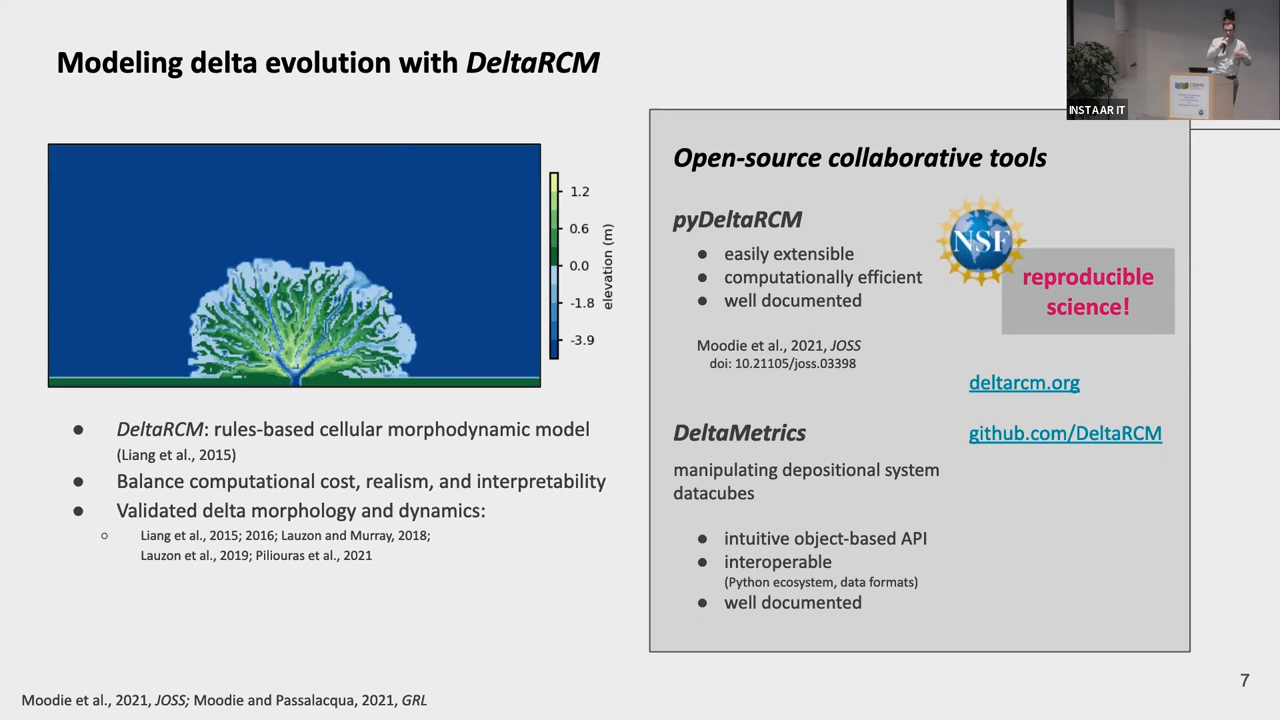 Modeling delta evolution with DeltaRCM
INSTAAR IT
1.2
0.6
0.0
-1.8
-3.9
elevation (m)
● DeltaRCM: rules-based cellular morphodynamic model
(Liang et al., 2015)
● Balance computational cost, realism, and interpretability
● Validated delta morphology and dynamics:
○ Liang et al., 2015; 2016; Lauzon and Murray, 2018;
Lauzon et al., 2019; Piliouras et al., 2021
Open-source collaborative tools
pyDeltaRCM
● easily extensible
● computationally efficient
● well documented
NSF
reproducible
science!
Moodie et al., 2021, JOSS
doi: 10.21105/joss.03398
deltarcm.org
github.com/DeltaRCM
DeltaMetrics
manipulating depositional system
datacubes
● intuitive object-based API
● interoperable
(Python ecosystem, data formats)
● well documented
Moodie et al., 2021, JOSS; Moodie and Passalacqua, 2021, GRL
7